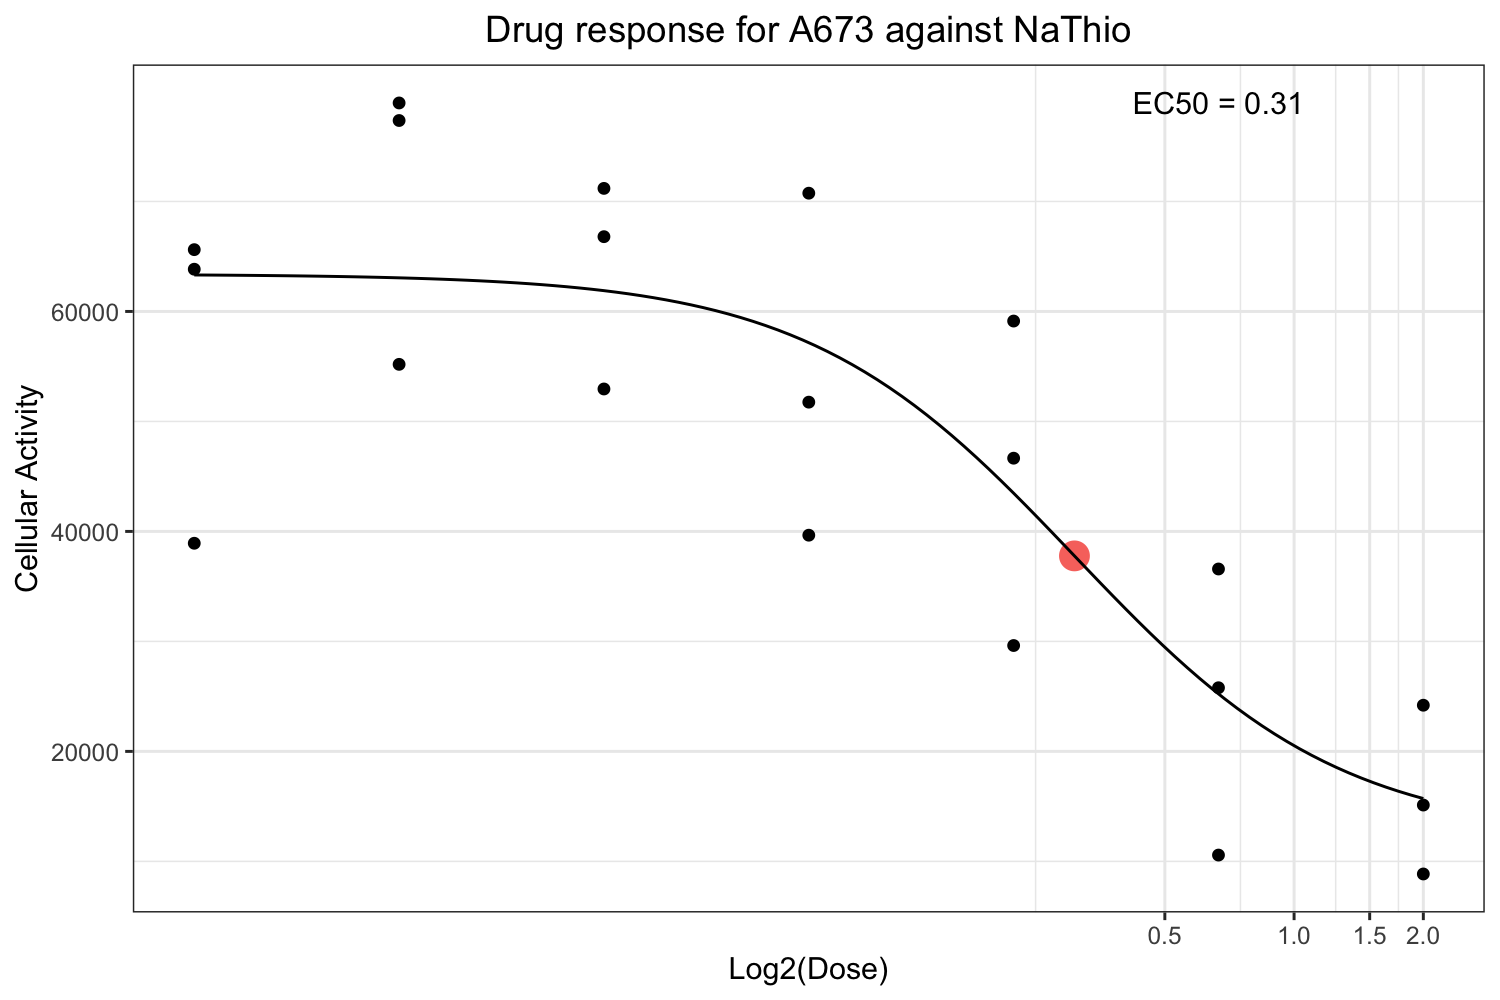 Drug response for A673 against NaThio
EC50 = 0.31
60000
40000
20000
Cellular Activity
0.5 1.0 1.5 2.0
Log2(Dose)